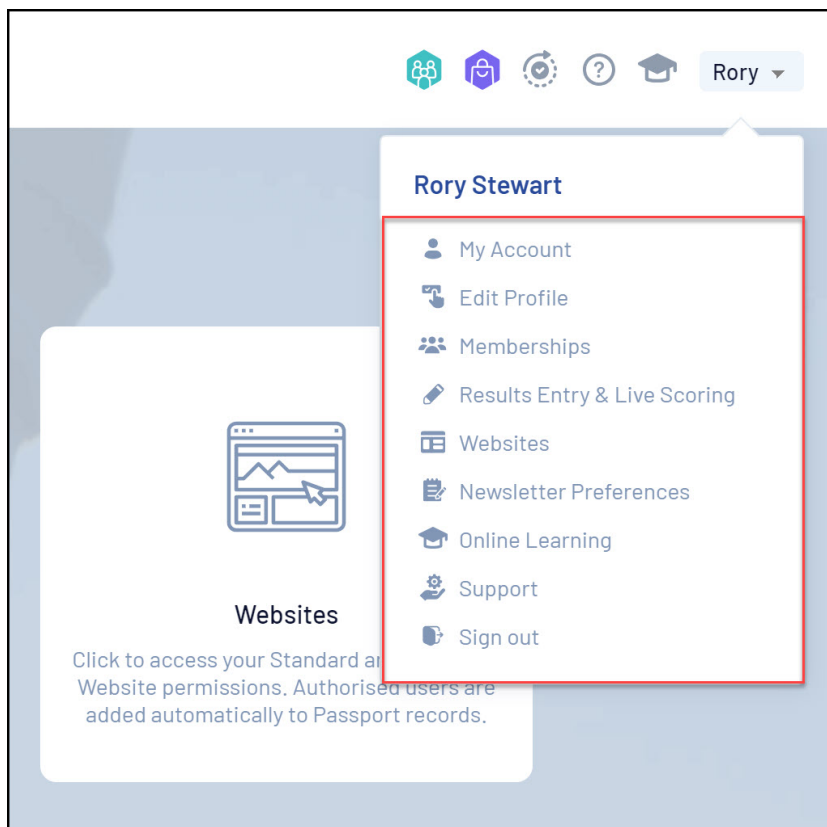 Rory
Rory Stewart
My Account
Edit Profile
Memberships
Results Entry & Live Scoring
Websites
Newsletter Preferences
Online Learning
Support
Sign out
Websites
Click to access your Standard
Website permissions. Authorised users are
added automatically to Passport records.